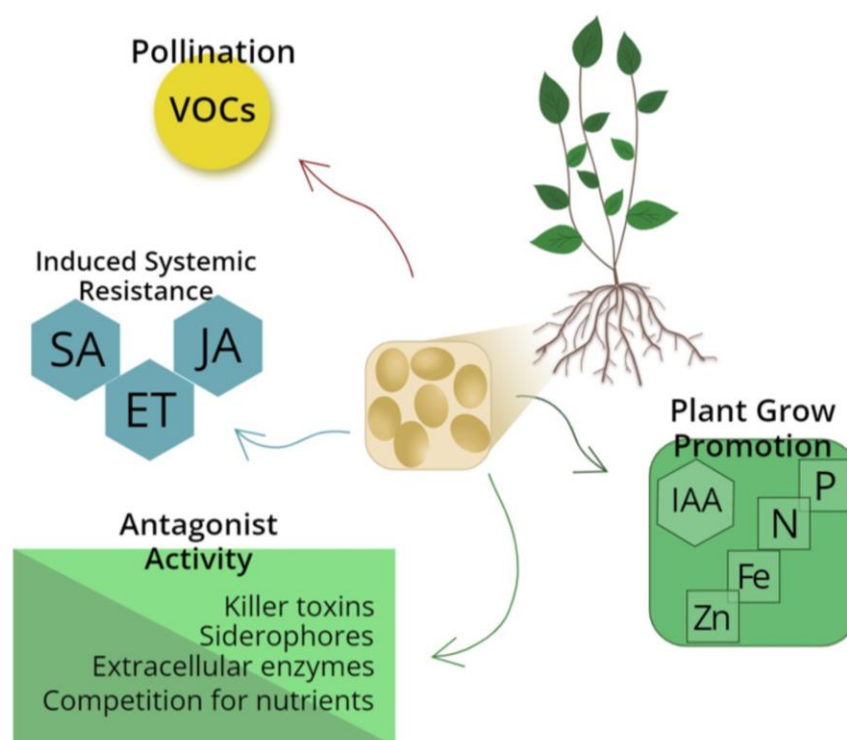 Pollination
VOCs
Induced Systemic
Resistance
SA
JA
ET
Antagonist
Activity
Killer toxins
Siderophores
Extracellular enzymes
Competition for nutrients
Plant Grow
Promotion
IAA
P
N
Fe
Zn